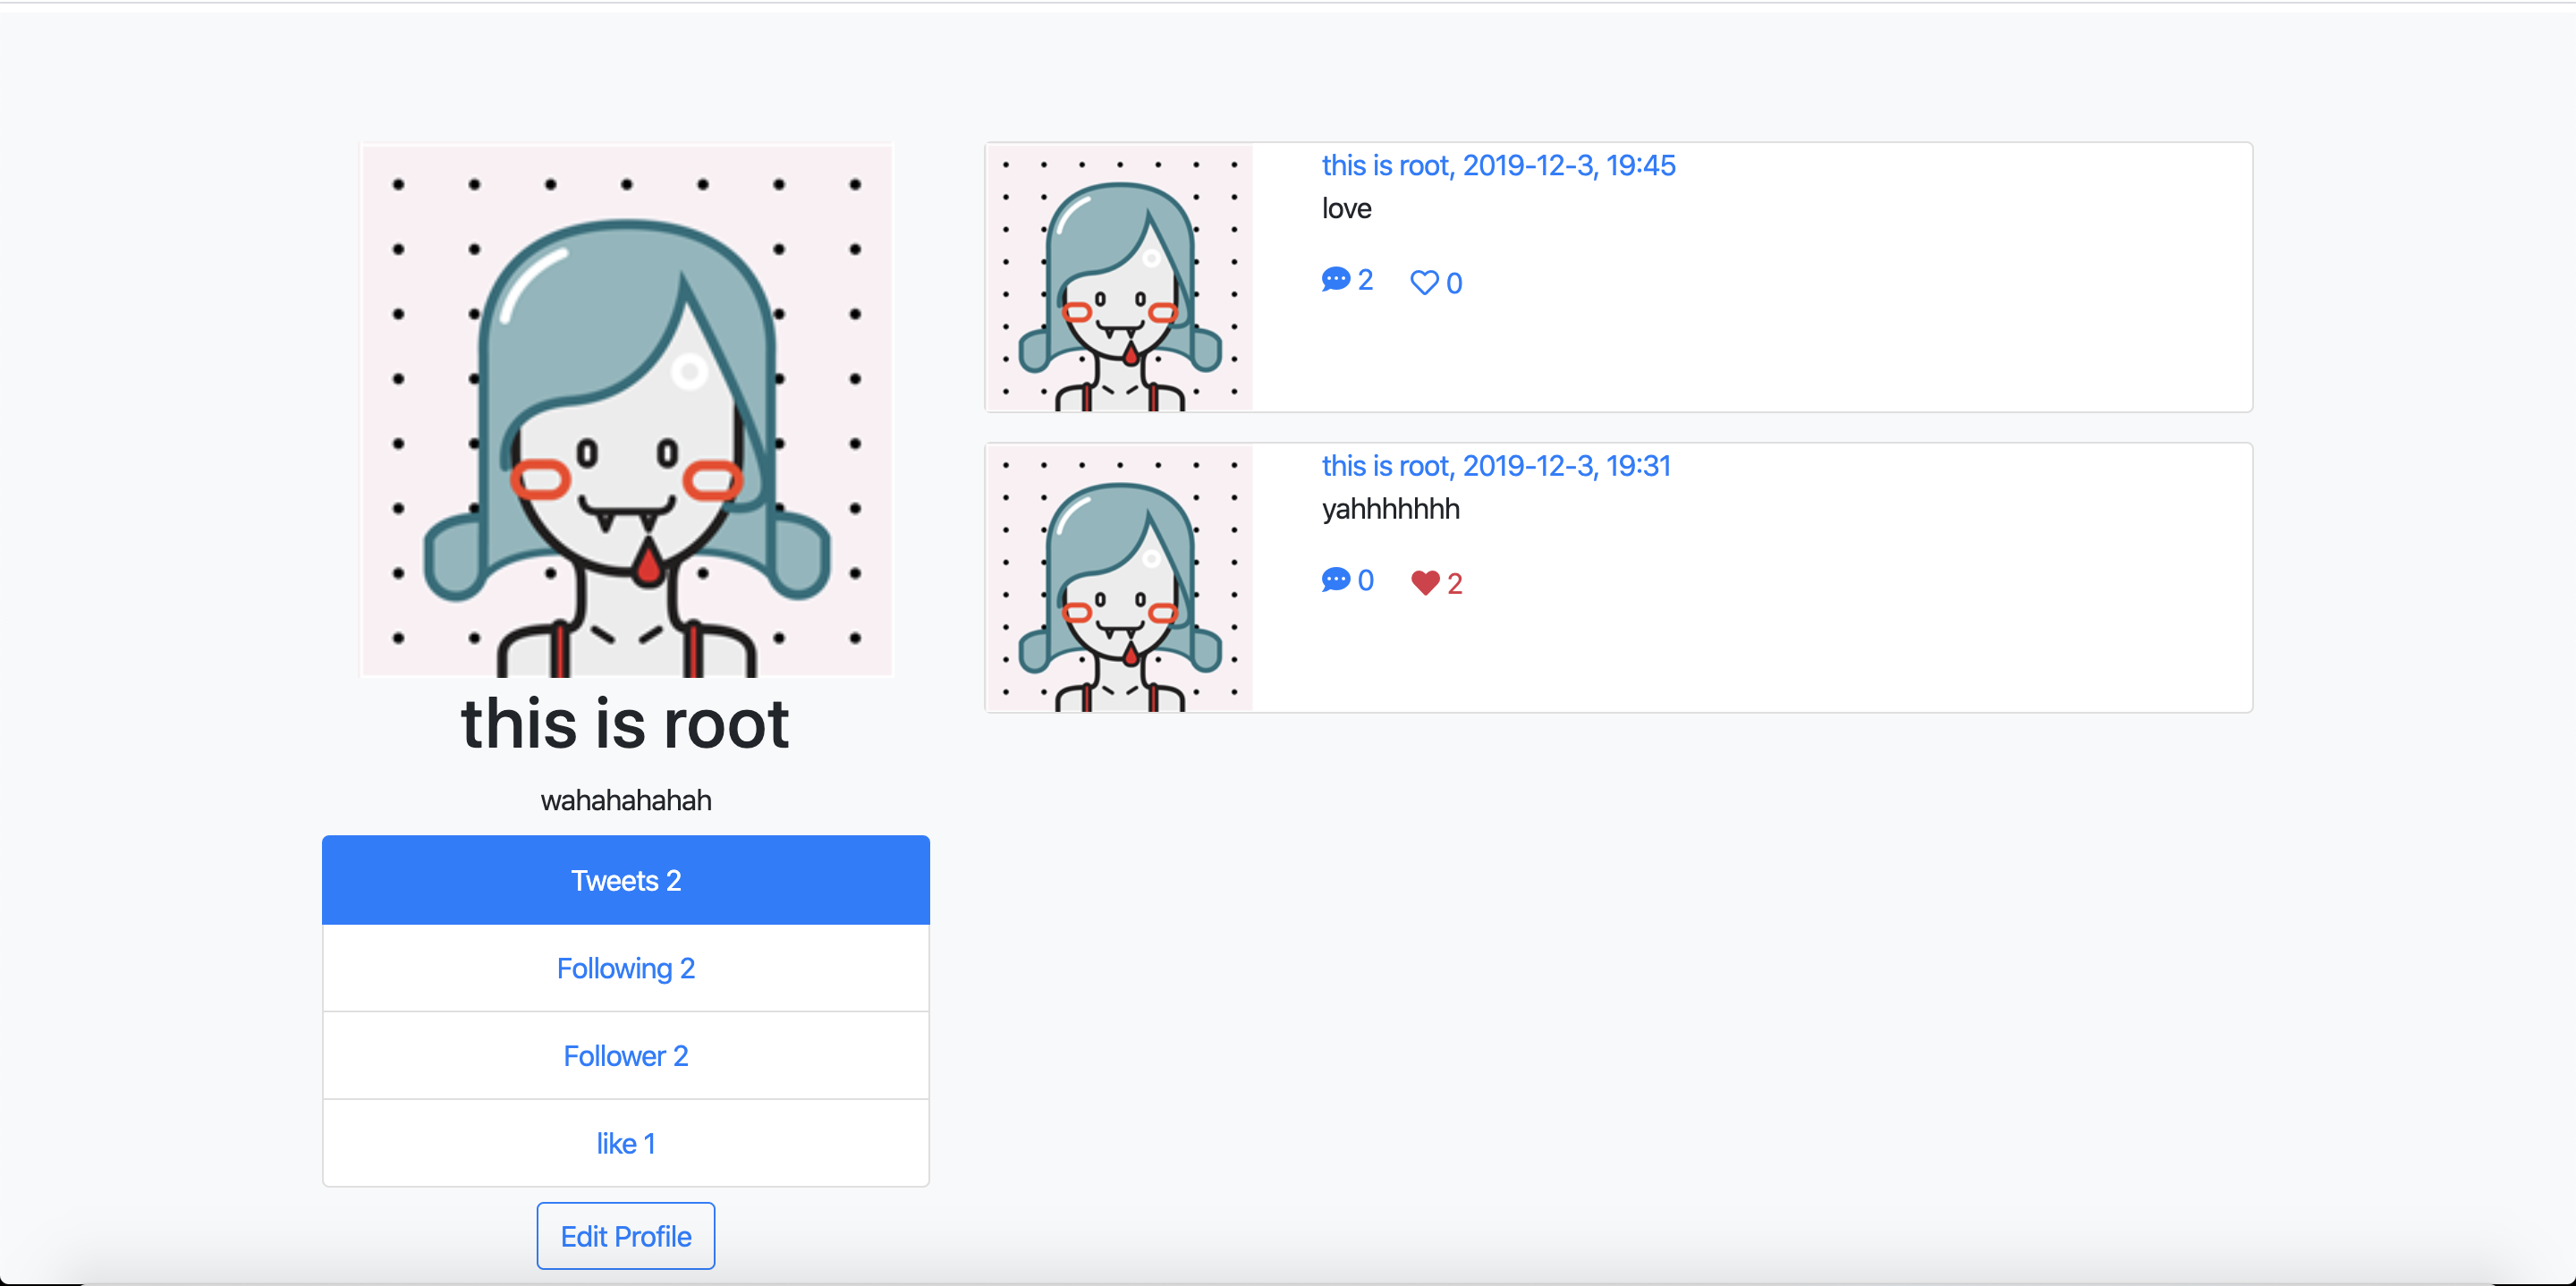 this is root
wahahahahah
Tweets 2
Following 2
Follower 2
like 1
Edit Profile
this is root, 2019-12-3, 19:45
love
2 0
this is root, 2019-12-3, 19:31
yahhhhhhh
0 2